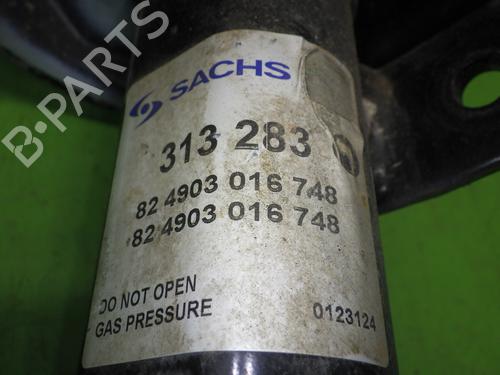 B-PARTS
SACHS
313 283
82 4903 016 748
82 4903 016 748
DO NOT OPEN
GAS PRESSURE
0123124